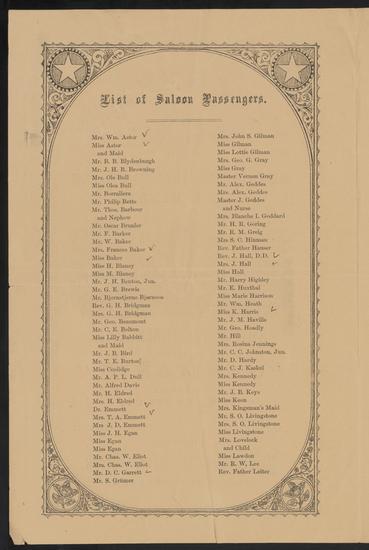 List of Saloon Passengers.
Mrs. Wm. Astor
Miss Astor
and Maid
Mr. B. B. Blydenburgh
Mr. J. H. B. Browning
Mrs. Ole Bull
Miss Olea Bull
Mr. Borrallera
Mr. Philip Betts
Mr. Thos. Barbour
and Nephew
Mr. Oscar Brunler
Mr. F. Barker
Mr. W. Baker
Mrs. Frances Baker
Miss Baker
Miss H. Blaney
Miss M. Blaney
Mr. J. H. Benton, Jun.
Mr. G. E. Brewis
Mr. Bjornstjerne Bjornson
Rev. G. H. Bridgman
Mrs. G. H. Bridgman
Mr. Geo. Beaumont
Mr. C. E. Bolton
Miss Lilly Babbitt
and Maid
Mr. J. B. Bird
Mr. T. E. Burton
Miss Coolidge
Mr. A. P. L. Dull
Mr. Alfred Davis
Mr. H. Eldred
Mrs. H. Eldred
Dr. Emmett
Mrs. T. A. Emmett
Mrs. J. D. Emmett
Miss J. H. Egan
Miss Egan
Miss Egan
Mr. Chas. W. Eliot
Mrs. Chas. W. Eliot
Mr. D. C. Garrett
Mr. S. Grüner
Mrs. John S. Gilman
Miss Gilman
Miss Lottie Gilman
Mrs. Geo. G. Gray
Miss Gray
Master Vernon Gray
Mr. Alex. Geddes
Mrs. Alex. Geddes
Master J. Geddes
and Nurse
Mrs. Blanche I. Goddard
Mr. H. R. Goring
Mr. R. M. Greig
Mrs S. C. Hinman
Rev. Father Hanser
Rev. J. Hall, D.D.
Mrs. J. Hall
Miss Hall
Mr. Harry Highley
Mr. E. Huxthal
Miss Marie Harrison
Mr. Wm. Heath
Miss K. Harris
Mr. J. M. Haville
Mr. Geo. Hoadly
Mr. Hill
Mrs. Rosina Jennings
Mr. C. C. Johnston, Jun.
Mr. D. Hardy
Mr. C. J. Kaskel
Mrs. Kennedy
Miss Kennedy
Mr. J. B. Keys
Miss Keon
Mrs. Kingsman's Maid
Mr. S. O. Livingstone
Mrs. S. O. Livingstone
Miss Livingstone
Mrs. Lovelock
and Child
Miss Lawdon
Mr. R. W. Lee
Rev. Father Leiter